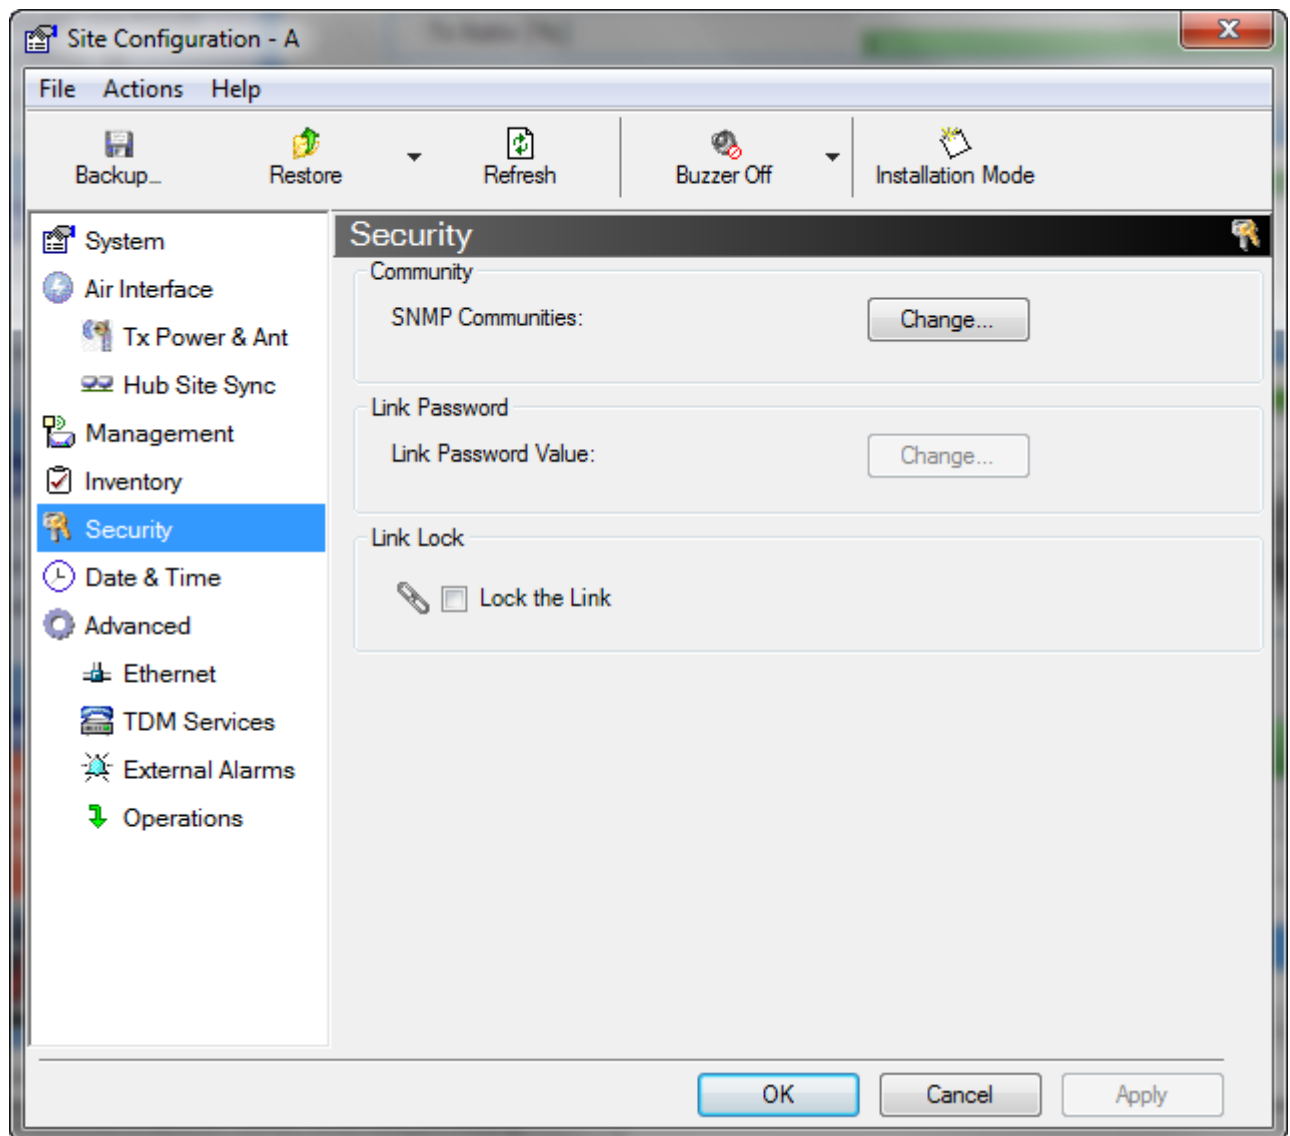 Site Configuration - A
File Actions Help
Backup... Restore Refresh Buzzer Off Installation Mode
System
Air Interface
Tx Power & Ant
Hub Site Sync
Management
Inventory
Security
Date & Time
Advanced
Ethernet
TDM Services
External Alarms
Operations
Security
Community
SNMP Communities: Change...
Link Password
Link Password Value: Change...
Link Lock
Lock the Link
OK Cancel Apply